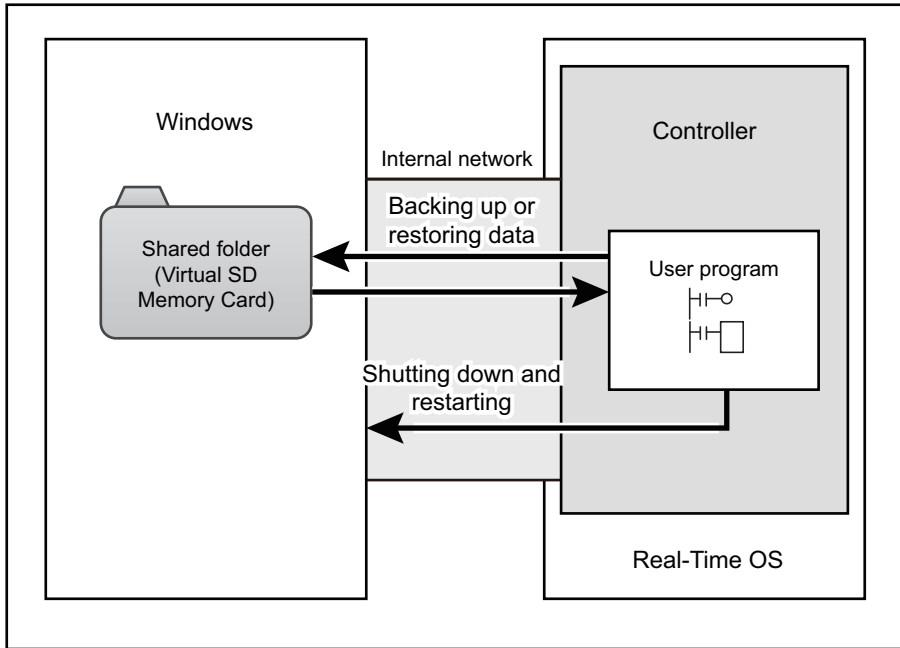 Windows
Controller
Internal network
Backing up or
restoring data
Shared folder
(Virtual SD
Memory Card)
User program
Shutting down and
restarting
Real-Time OS